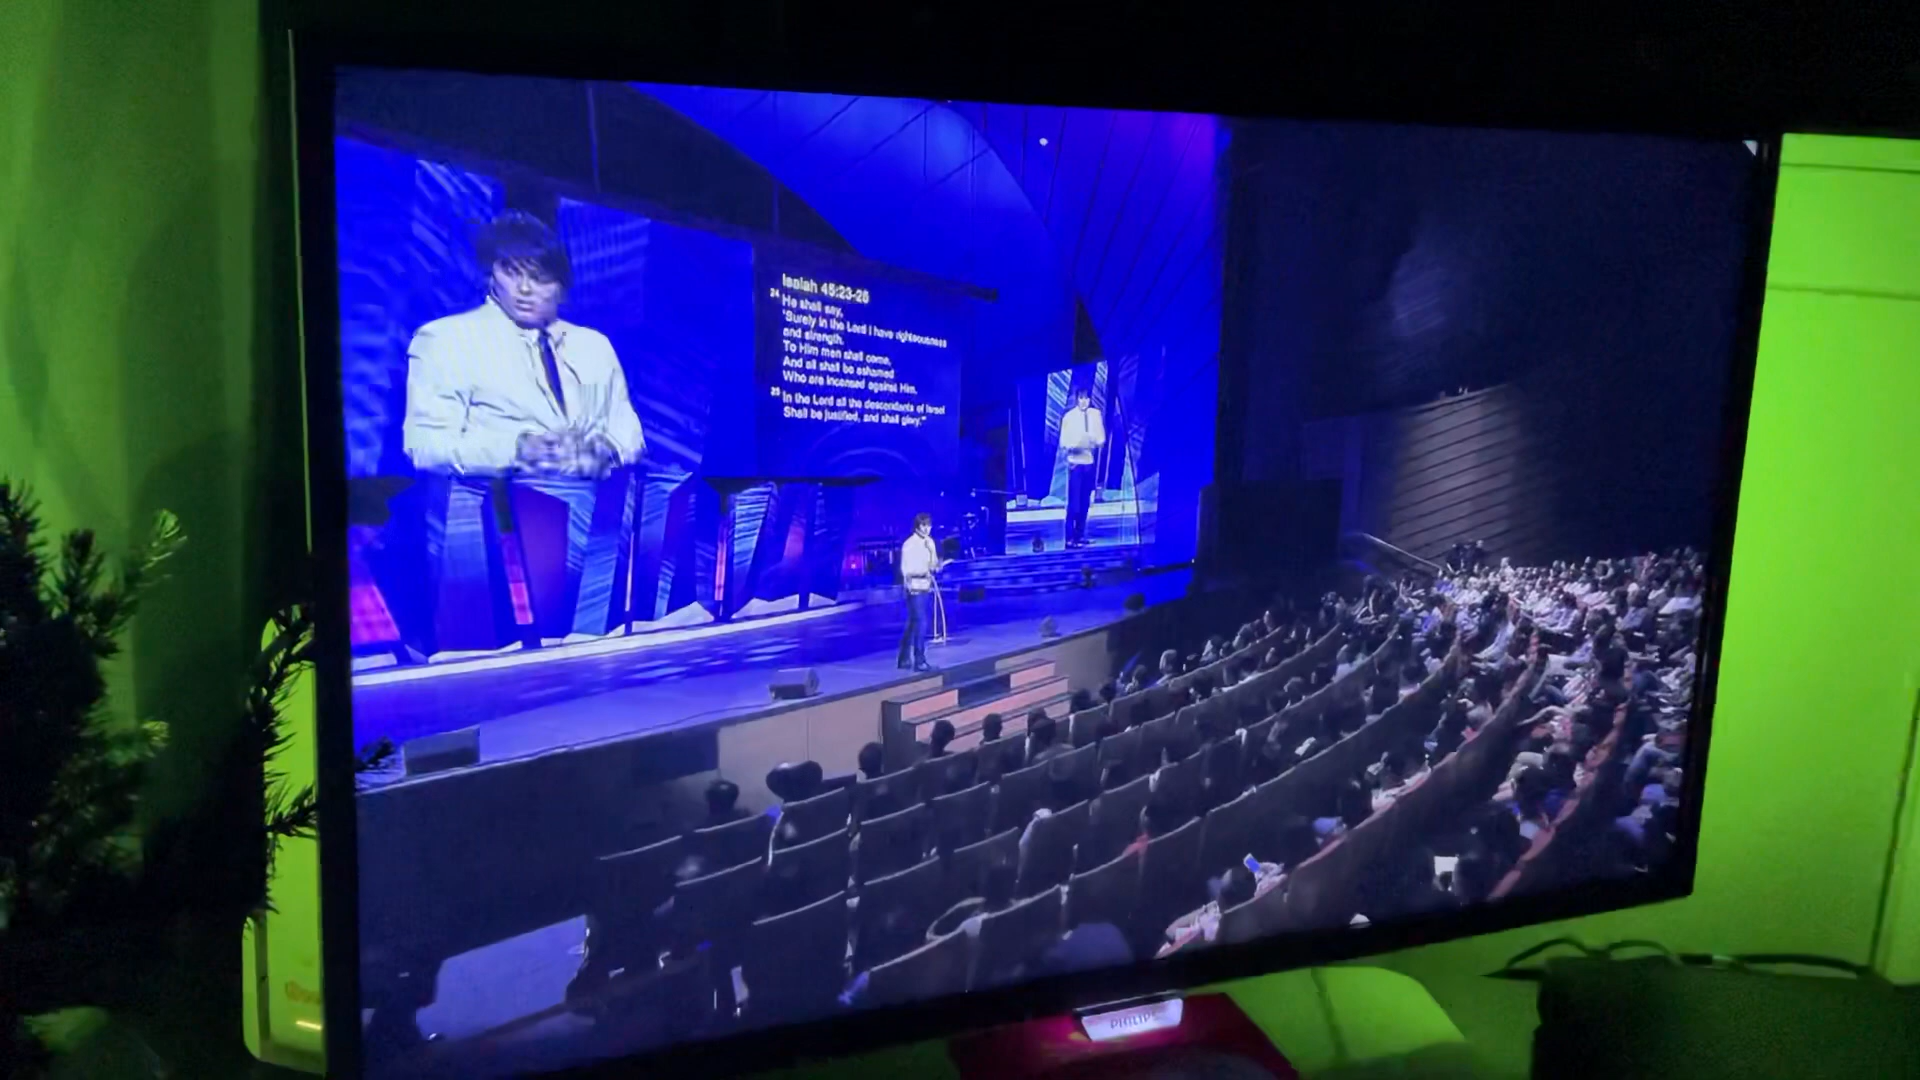 Isaiah 45:23-25
24 He shall say,
'Surely in the Lord I have righteousness
and strength.
To Him men shall come,
And all shall be ashamed
Who are incensed against Him.
25 In the Lord all the descendants of Israel
Shall be justified, and shall glory.'"
PHILIPS